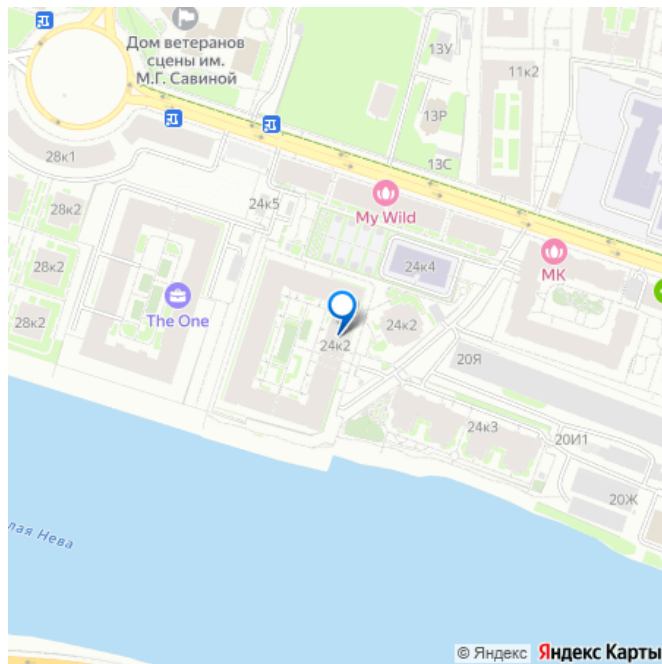 Дом ветеранов
сцены им.
М.Г. Савиной
13У
11к2
13Р
13С
28к1
24к5
My Wild
28к2
24к4
МК
28к2
The One
24к2
28к2
24к2
20Я
24к3
20И1
20Ж
лая Нева
© Яндекс Яндекс Карты